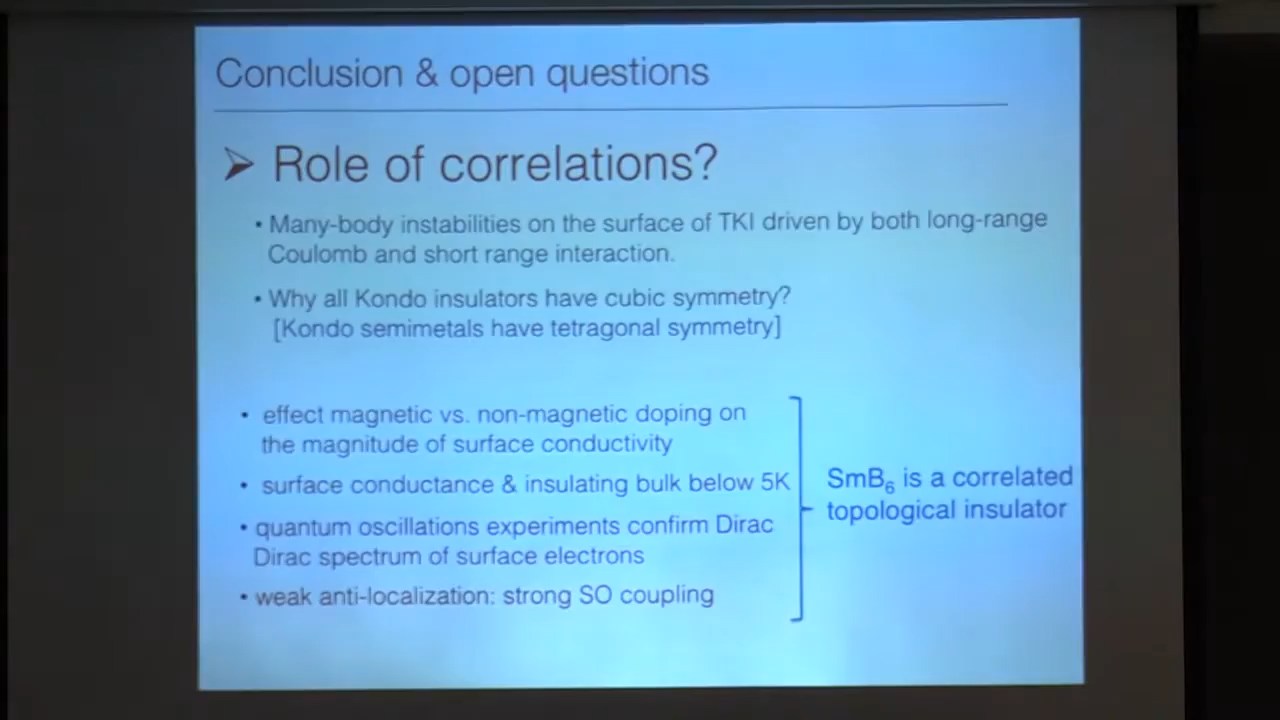 Conclusion & open questions
➢ Role of correlations?
• Many-body instabilities on the surface of TKI driven by both long-range
Coulomb and short range interaction.
• Why all Kondo insulators have cubic symmetry?
[Kondo semimetals have tetragonal symmetry]
• effect magnetic vs. non-magnetic doping on
the magnitude of surface conductivity
• surface conductance & insulating bulk below 5K
• quantum oscillations experiments confirm Dirac
Dirac spectrum of surface electrons
• weak anti-localization: strong SO coupling
SmB₆ is a correlated
topological insulator